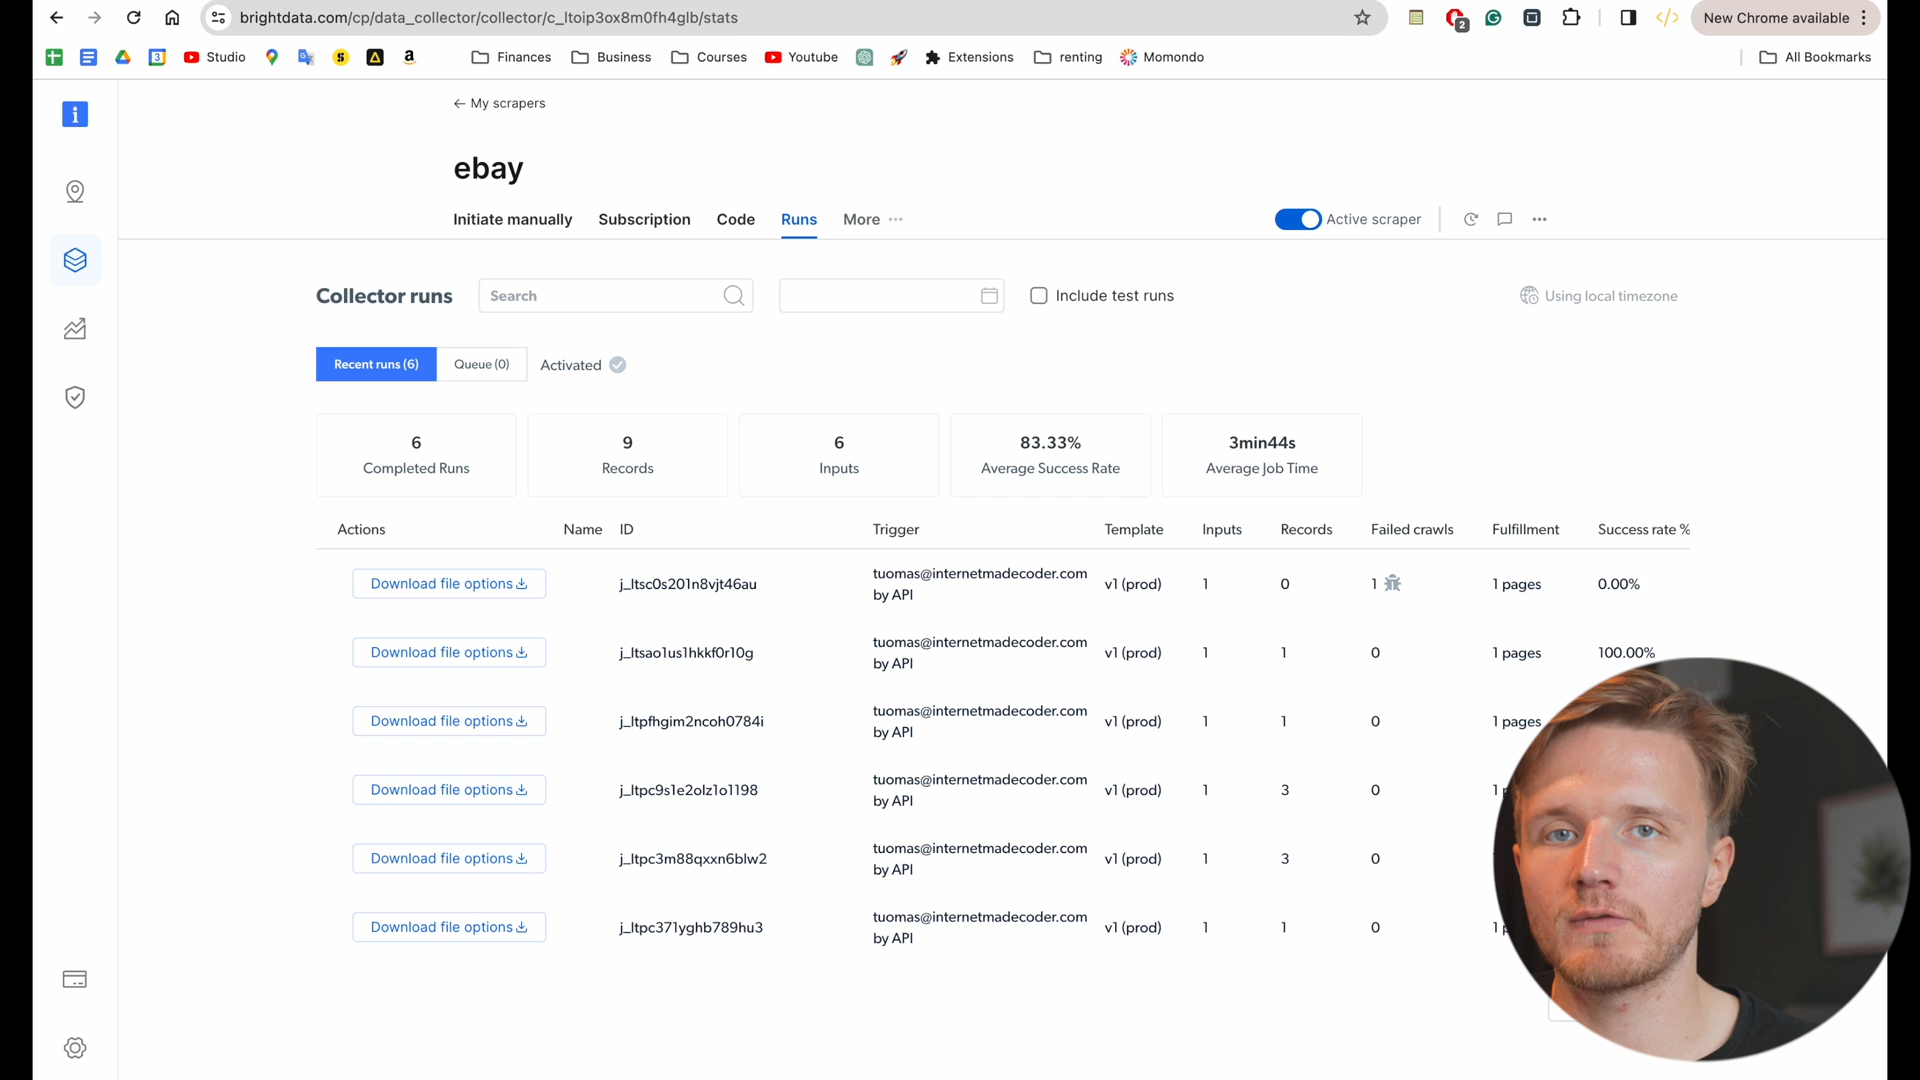 brightdata.com/cp/data_collector/collector/c_ltoip3ox8m0fh4glb/stats
2
New Chrome available
3
Studio
S
a
Finances
Business
Courses
Youtube
Extensions
renting
Momondo
All Bookmarks
i
← My scrapers
ebay
Initiate manually
Subscription
Code
Runs
More
Active scraper
Collector runs
Search
Include test runs
Using local timezone
Recent runs (6)
Queue (0)
Activated
6
Completed Runs
9
Records
6
Inputs
83.33%
Average Success Rate
3min44s
Average Job Time
Actions Name ID Trigger Template Inputs Records Failed crawls Fulfillment Success rate %
Download file options j_ltsc0s201n8vjt46au tuomas@internetmadecoder.com v1 (prod) 1 0 1 1 pages 0.00%
by API
Download file options j_ltsao1us1hkkf0r10g tuomas@internetmadecoder.com v1 (prod) 1 1 0 1 pages 100.00%
by API
Download file options j_ltpfhgim2ncoh0784i tuomas@internetmadecoder.com v1 (prod) 1 1 0 1 pages
by API
Download file options j_ltpc9s1e2olz1o1198 tuomas@internetmadecoder.com v1 (prod) 1 3 0 1
by API
Download file options j_ltpc3m88qxxn6blw2 tuomas@internetmadecoder.com v1 (prod) 1 3 0
by API
Download file options j_ltpc371yghb789hu3 tuomas@internetmadecoder.com v1 (prod) 1 1 0 1
by API